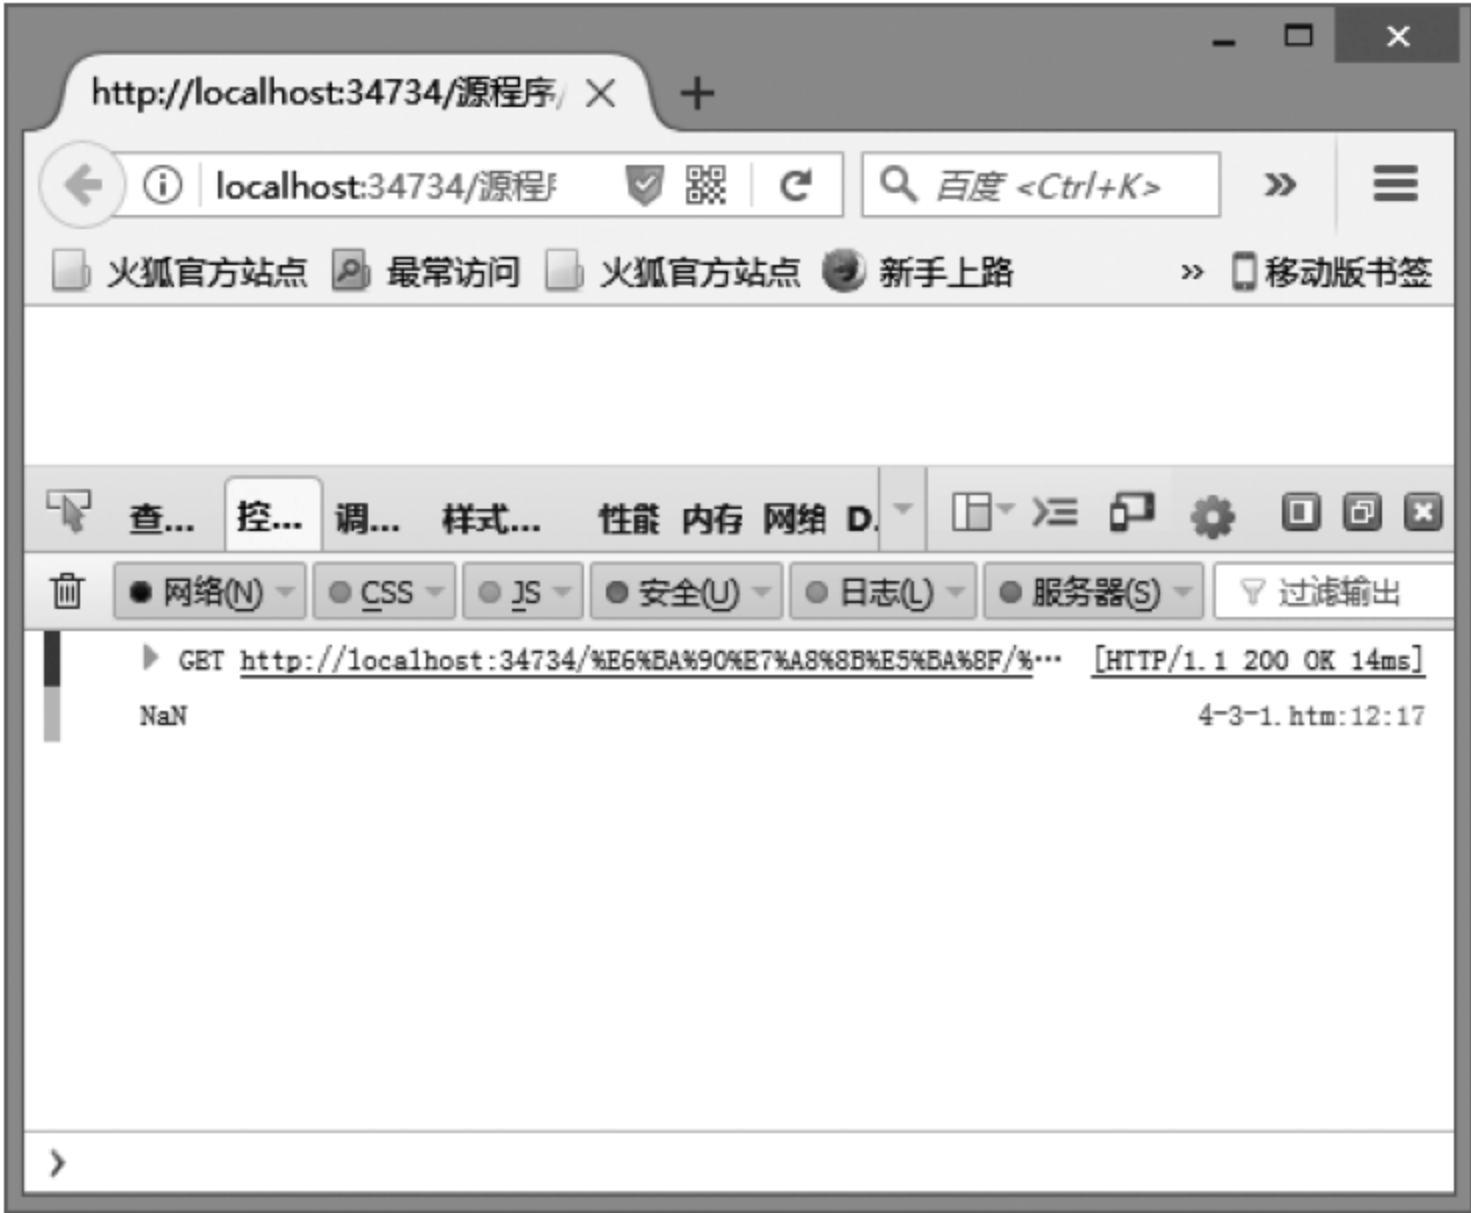 http://localhost:34734/源程序/
localhost:34734/源程 百度 <Ctrl+K>
火狐官方站点 最常访问 火狐官方站点 新手上路 移动版书签
查... 控... 调... 样式... 性能 内存 网络 D.
网络(N) CSS JS 安全(U) 日志(L) 服务器(S) 过滤输出
GET http://localhost:34734/%E6%BA%90%E7%A8%8B%E5%BA%8F/%… [HTTP/1.1 200 OK 14ms]
NaN 4-3-1.htm:12:17